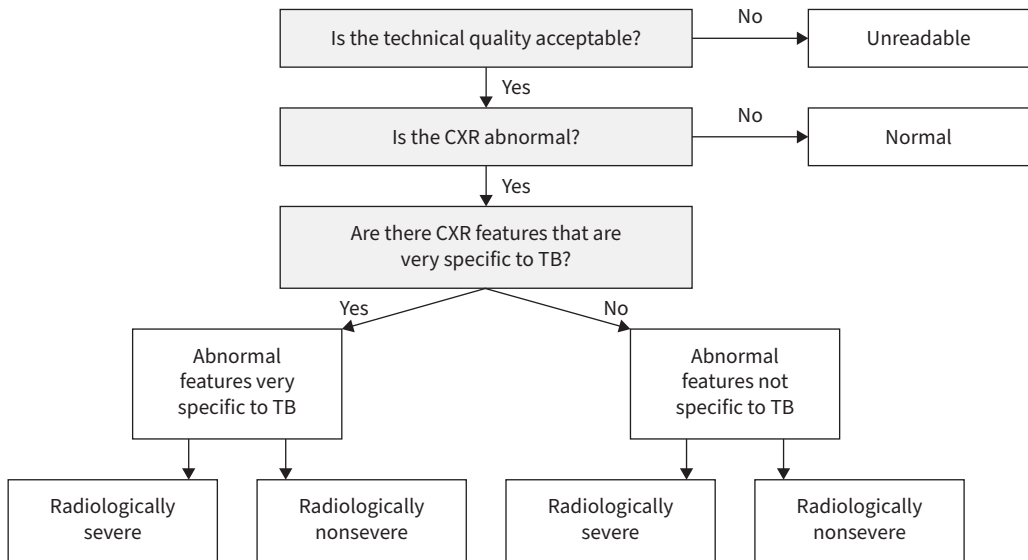 Is the technical quality acceptable?
No
Unreadable
Yes
Is the CXR abnormal?
No
Normal
Yes
Are there CXR features that are
very specific to TB?
Yes
No
Abnormal
features very
specific to TB
Abnormal
features not
specific to TB
Radiologically
severe
Radiologically
nonsevere
Radiologically
severe
Radiologically
nonsevere